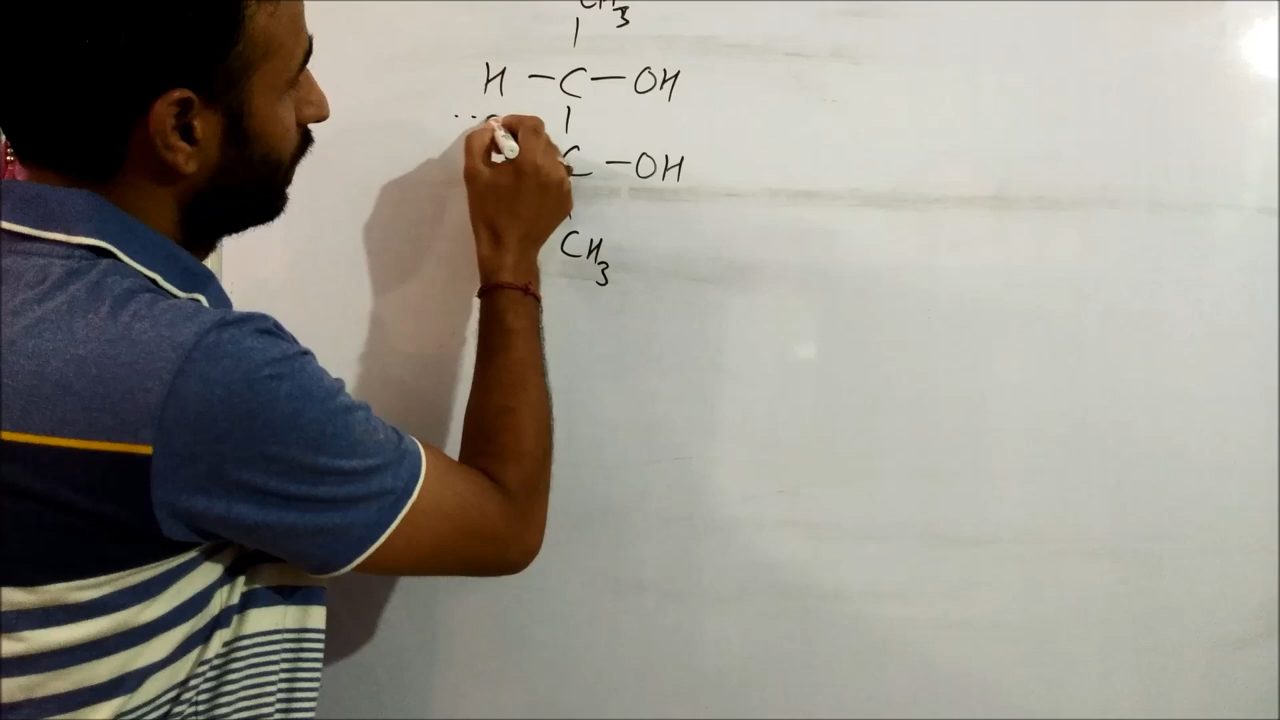 CH3
H – C – OH
C – OH
CH3